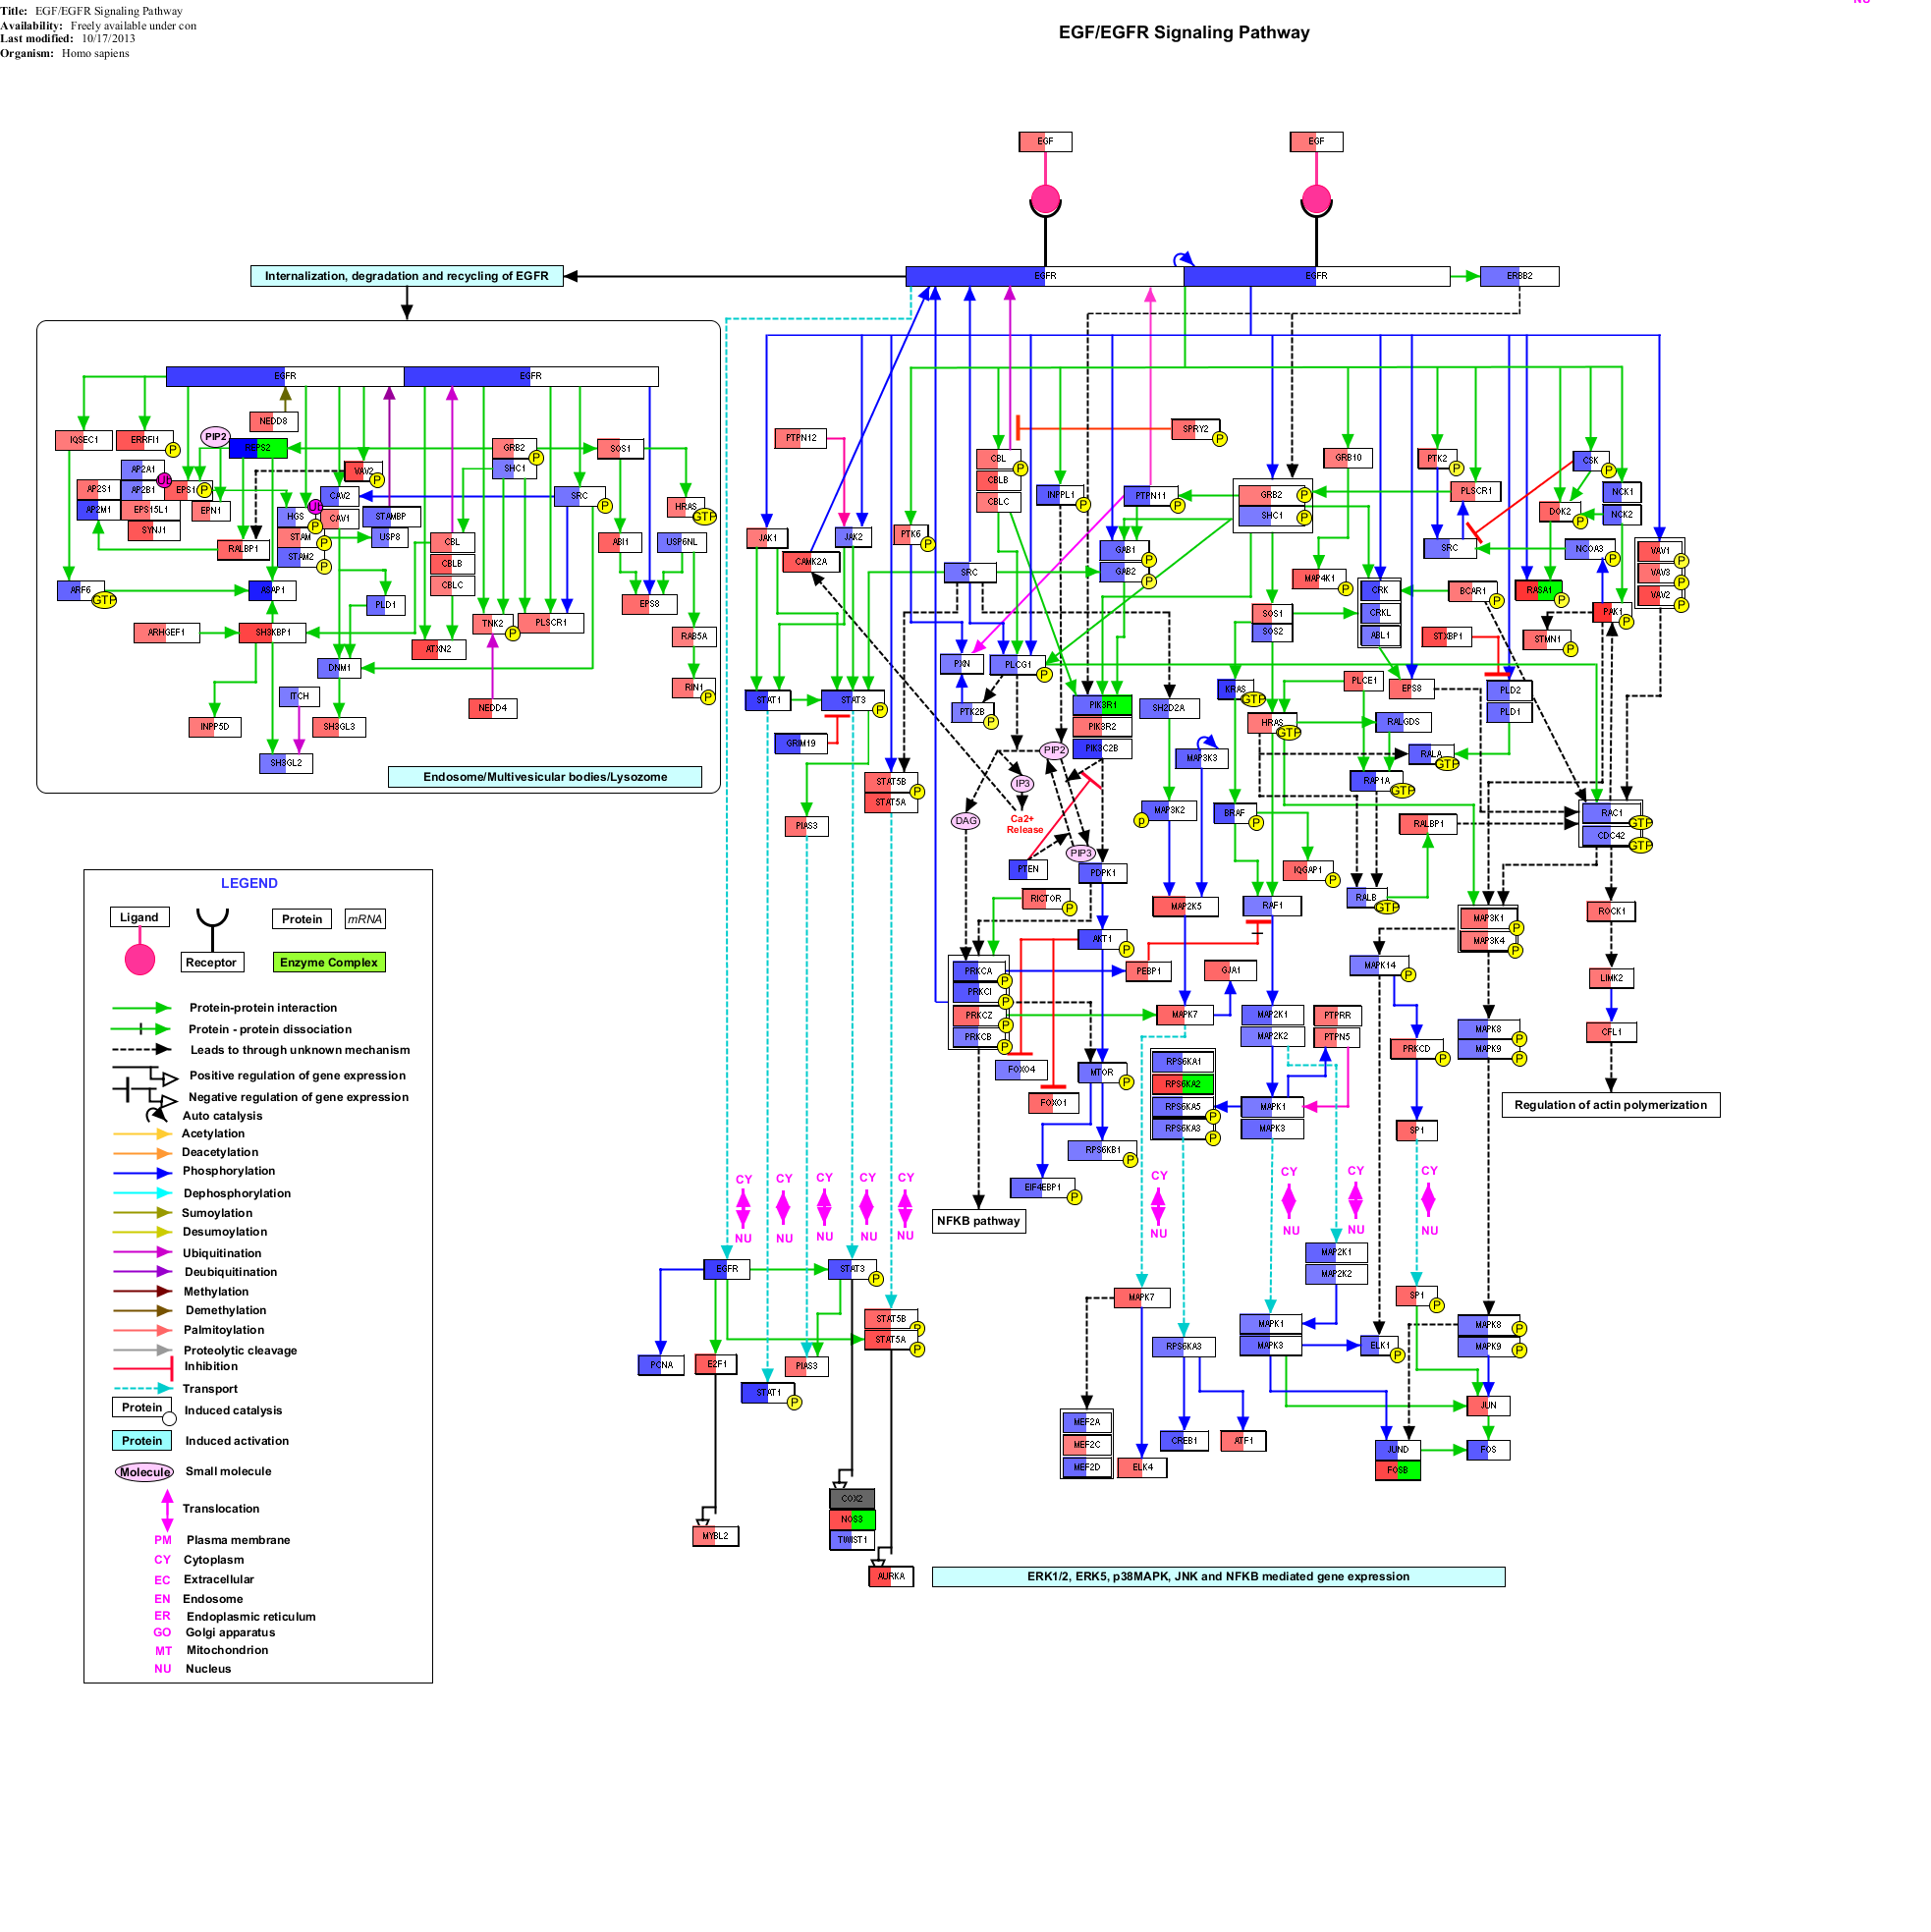 NU
Title: EGF/EGFR Signaling Pathway
Availability: Freely available under con
Last modified: 10/17/2013
Organism: Homo sapiens
EGF/EGFR Signaling Pathway
EGF
EGF
Internalization, degradation and recycling of EGFR
EGFR
EGFR
ERBB2
EGFR
EGFR
NEDD8
IQSEC1
ERRFI1
P
PIP2
REPS2
GRB2
P
SHC1
SOS1
AP2A1
AP2S1
AP2B1
Ub
EPS1
P
AP2M1
EPS15L1
SYNJ1
EPN1
VAV2
P
CAV2
CAV1
HGS
Ub
P
STAM
P
STAM2
P
STAMBP
USP8
SRC
P
HRAS
GTP
RALBP1
CBL
CBLB
CBLC
ABI1
USP6NL
ARF6
GTP
ASAP1
PLD1
EPS8
ARHGEF1
SH3KBP1
ATXN2
TNK2
P
PLSCR1
RAB5A
DNM1
RIN1
P
ITCH
NEDD4
INPP5D
SH3GL3
SH3GL2
Endosome/Multivesicular bodies/Lysozome
PTPN12
SPRY2
P
CBL
P
CBLB
CBLC
INPPL1
P
PTPN11
P
GRB2
P
SHC1
P
GRB10
PTK2
P
PLSCR1
CSK
P
NCK1
NCK2
DOK2
P
JAK1
JAK2
CAMK2A
PTK6
P
SRC
GAB1
P
GAB2
P
MAP4K1
P
SRC
NCOA3
P
VAV1
P
VAV3
P
VAV2
P
CRK
CRKL
ABL1
BCAR1
P
RASA1
P
PAK1
P
SOS1
SOS2
STXBP1
STMN1
P
PXN
PLCG1
P
STAT1
STAT3
P
PTK2B
P
PIK3R1
PIK3R2
PIK3C2B
SH2D2A
KRAS
GTP
PLCE1
EPS8
PLD2
PLD1
HRAS
GTP
RALGDS
GRIM19
PIP2
MAP3K3
RALA
GTP
STAT5B
P
STAT5A
IP3
RAP1A
GTP
DAG
Ca2+
Release
MAP3K2
p
BRAF
P
RALBP1
RAC1
GTP
CDC42
GTP
PIAS3
PIP3
PTEN
PDPK1
IQGAP1
P
RICTOR
P
MAP2K5
RAF1
RALB
GTP
MAP3K1
P
MAP3K4
P
ROCK1
AKT1
P
PRKCA
P
PRKCI
P
PRKCZ
P
PRKCB
P
PEBP1
GJA1
MAPK14
P
LIMK2
MAPK7
MAP2K1
MAP2K2
PTPRR
PTPN5
PRKCD
P
MAPK8
P
MAPK9
P
CFL1
FOXO4
MTOR
P
RPS6KA1
RPS6KA2
RPS6KA5
P
RPS6KA3
P
FOXO1
MAPK1
MAPK3
Regulation of actin polymerization
SP1
RPS6KB1
P
EIF4EBP1
P
CY
NU
CY
NU
CY
NU
CY
NU
CY
NU
CY
NU
CY
NU
CY
NU
CY
NU
NFKB pathway
MAP2K1
MAP2K2
EGFR
STAT3
P
MAPK7
SP1
P
STAT5B
P
STAT5A
P
MAPK1
MAPK3
MAPK8
P
MAPK9
P
RPS6KA3
ELK1
P
PCNA
E2F1
PIAS3
STAT1
P
JUN
MEF2A
MEF2C
MEF2D
CREB1
ATF1
JUND
FOSB
FOS
ELK4
COX2
NOS3
TWIST1
MYBL2
AURKA
ERK1/2, ERK5, p38MAPK, JNK and NFKB mediated gene expression
LEGEND
Ligand
Protein
mRNA
Receptor
Enzyme Complex
Protein-protein interaction
Protein - protein dissociation
Leads to through unknown mechanism
Positive regulation of gene expression
Negative regulation of gene expression
Auto catalysis
Acetylation
Deacetylation
Phosphorylation
Dephosphorylation
Sumoylation
Desumoylation
Ubiquitination
Deubiquitination
Methylation
Demethylation
Palmitoylation
Proteolytic cleavage
Inhibition
Transport
Protein
Induced catalysis
Protein
Induced activation
Molecule
Small molecule
Translocation
PM Plasma membrane
CY Cytoplasm
EC Extracellular
EN Endosome
ER Endoplasmic reticulum
GO Golgi apparatus
MT Mitochondrion
NU Nucleus